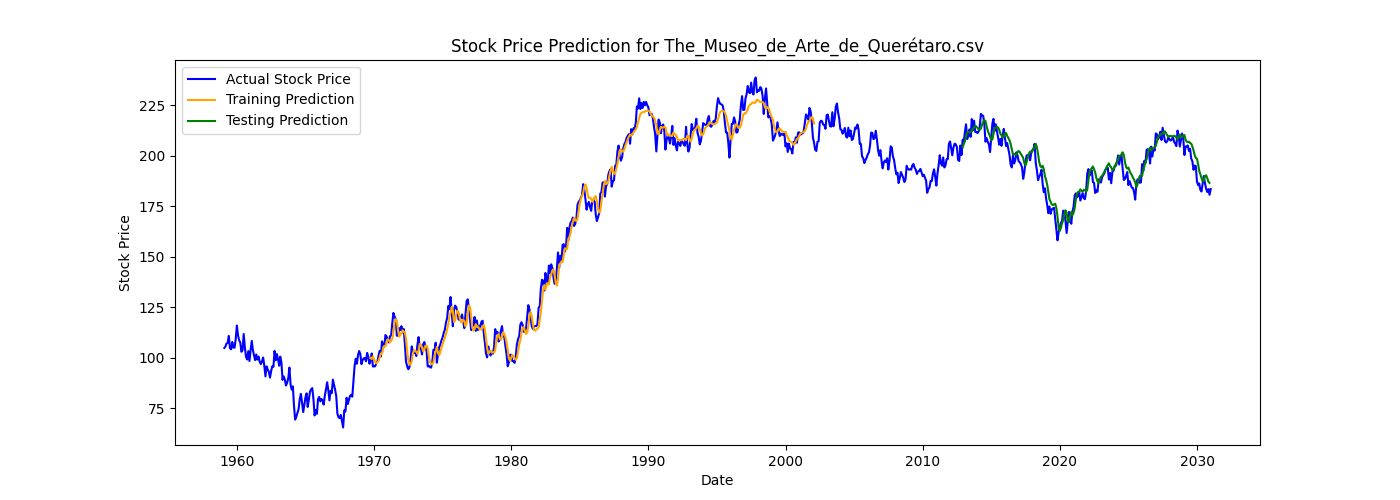 Stock Price Prediction for The_Museo_de_Arte_de_Querétaro.csv
Actual Stock Price
Training Prediction
Testing Prediction
Stock Price
225
200
175
150
125
100
75
1960 1970 1980 1990 2000 2010 2020 2030
Date